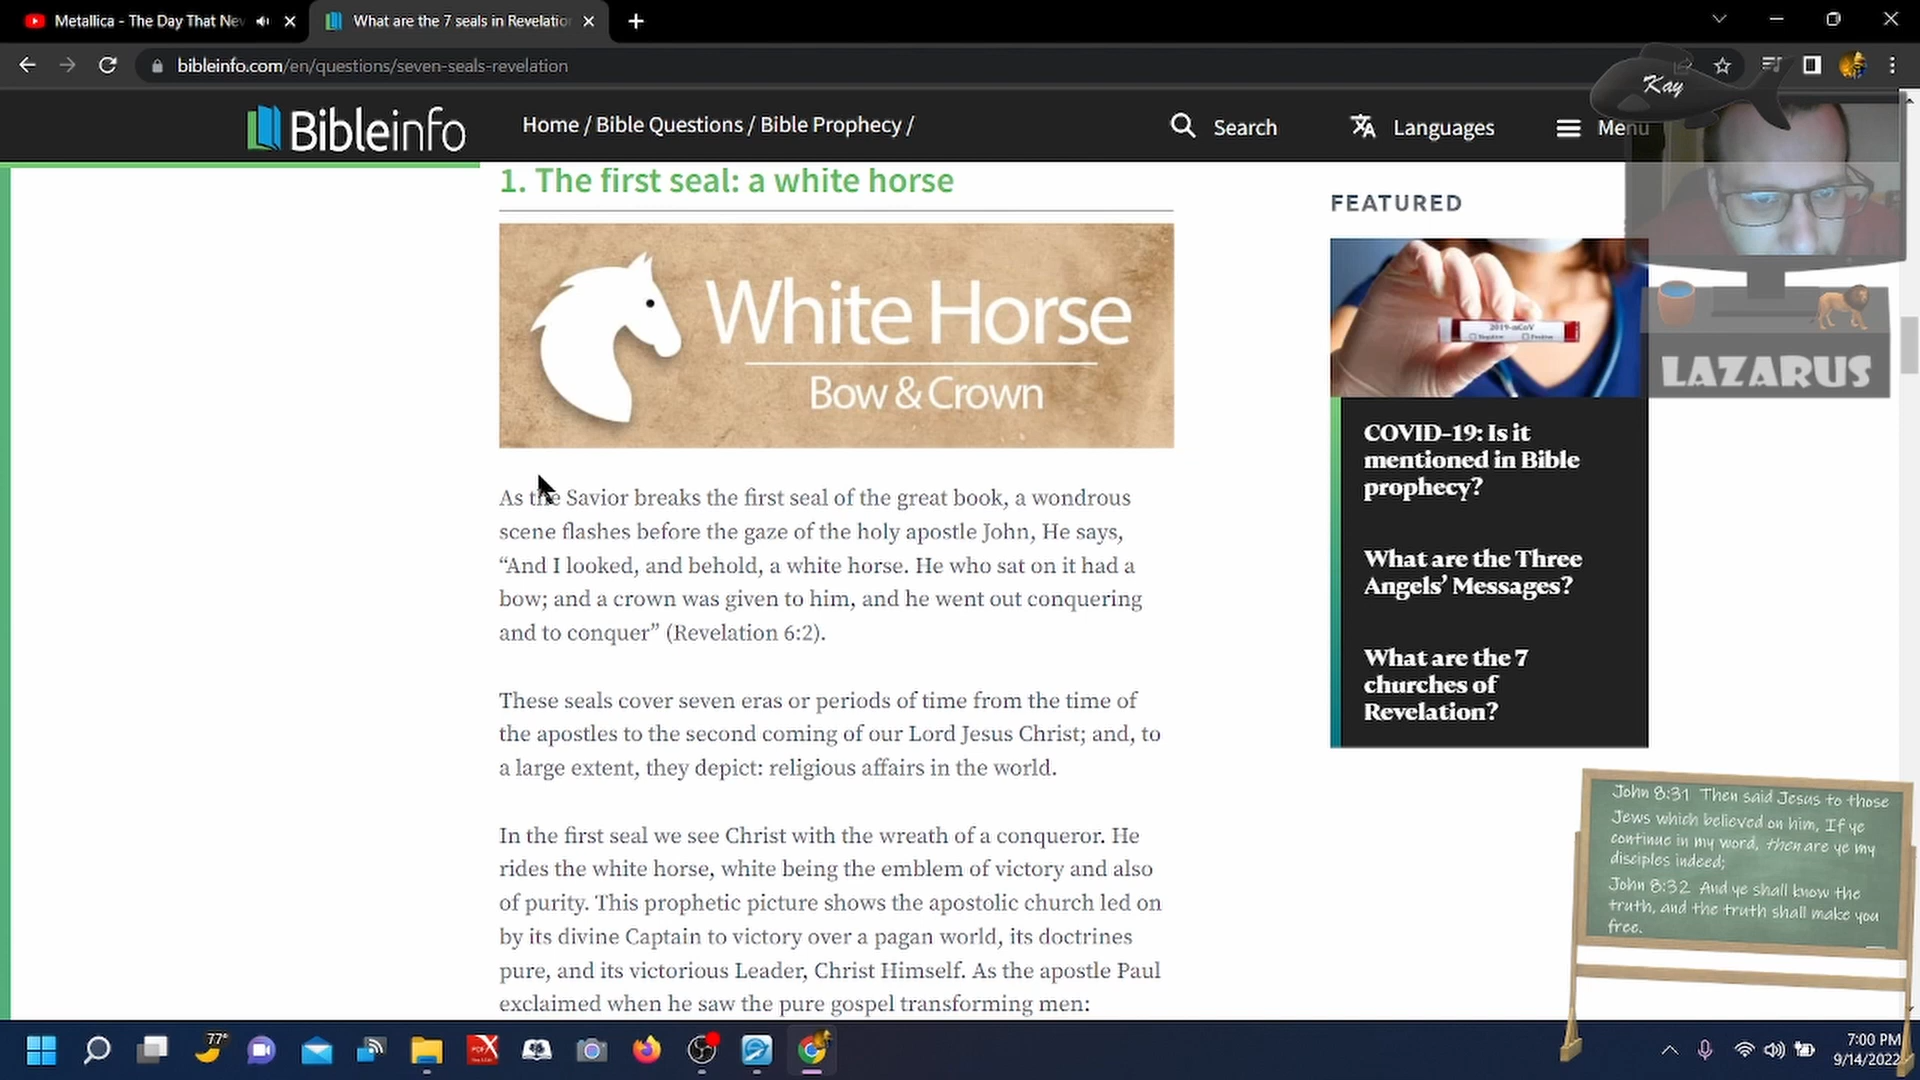 Metallica - The Day That Nev
What are the 7 seals in Revelation
bibleinfo.com/en/questions/seven-seals-revelation
Kay
Bibleinfo
Home / Bible Questions / Bible Prophecy /
Search
Languages
Menu
1. The first seal: a white horse
White Horse
Bow & Crown
As the Savior breaks the first seal of the great book, a wondrous
scene flashes before the gaze of the holy apostle John, He says,
“And I looked, and behold, a white horse. He who sat on it had a
bow; and a crown was given to him, and he went out conquering
and to conquer” (Revelation 6:2).
These seals cover seven eras or periods of time from the time of
the apostles to the second coming of our Lord Jesus Christ; and, to
a large extent, they depict: religious affairs in the world.
In the first seal we see Christ with the wreath of a conqueror. He
rides the white horse, white being the emblem of victory and also
of purity. This prophetic picture shows the apostolic church led on
by its divine Captain to victory over a pagan world, its doctrines
pure, and its victorious Leader, Christ Himself. As the apostle Paul
exclaimed when he saw the pure gospel transforming men:
FEATURED
2019-nCoV
Negative Positive
COVID-19: Is it
mentioned in Bible
prophecy?
What are the Three
Angels’ Messages?
What are the 7
churches of
Revelation?
LAZARUS
John 8:31 Then said Jesus to those
Jews which believed on him, If ye
continue in my word, then are ye my
disciples indeed;
John 8:32 And ye shall know the
truth, and the truth shall make you
free.
77°
PDF X
7:00 PM
9/14/2022